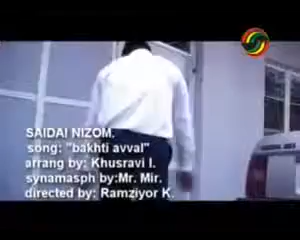 SAIDAI NIZOM.
song: "bakhti avval"
arrang by: Khusravi I.
synamasph by:Mr. Mir.
directed by: Ramziyor K.